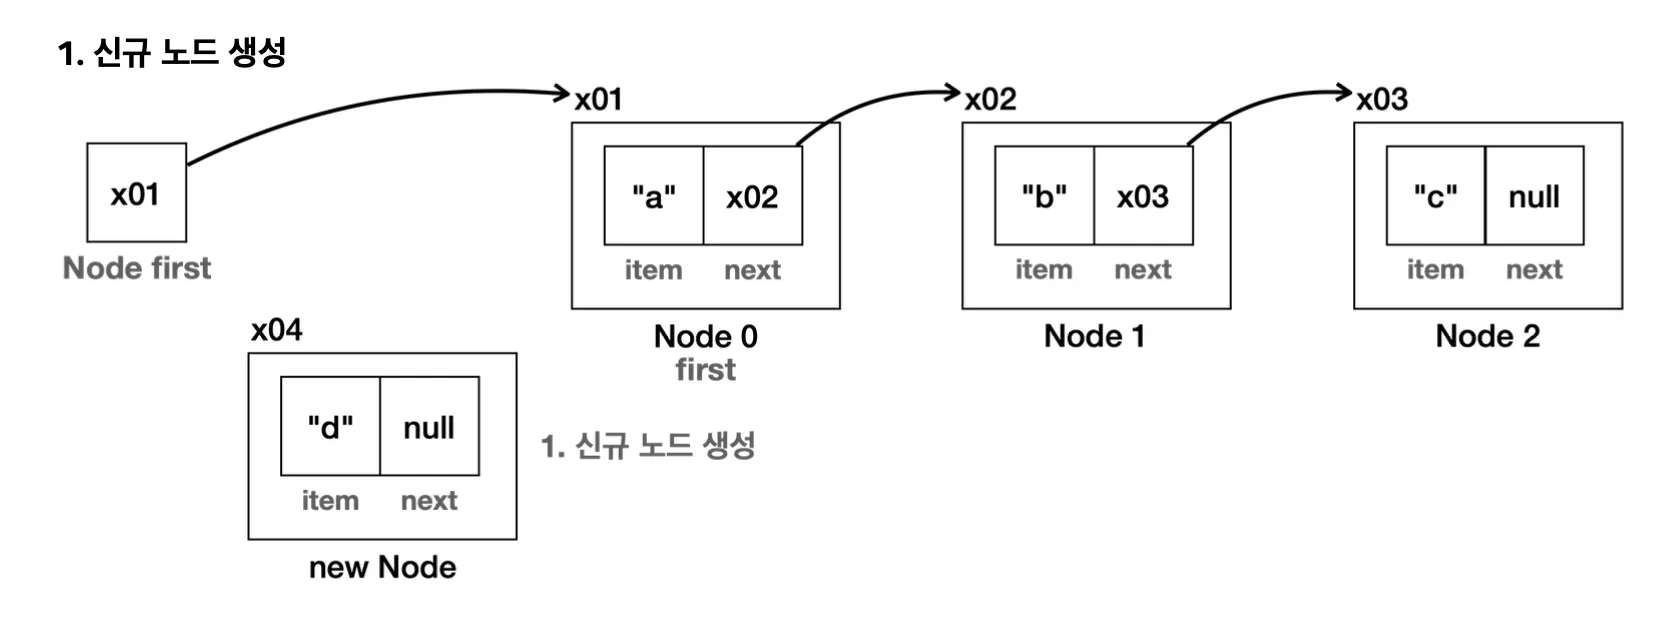 1. 신규 노드 생성
x01
x02
x03
x01
Node first
"a" x02
item next
Node 0
first
"b" x03
item next
Node 1
"c" null
item next
Node 2
x04
"d" null
item next
new Node
1. 신규 노드 생성